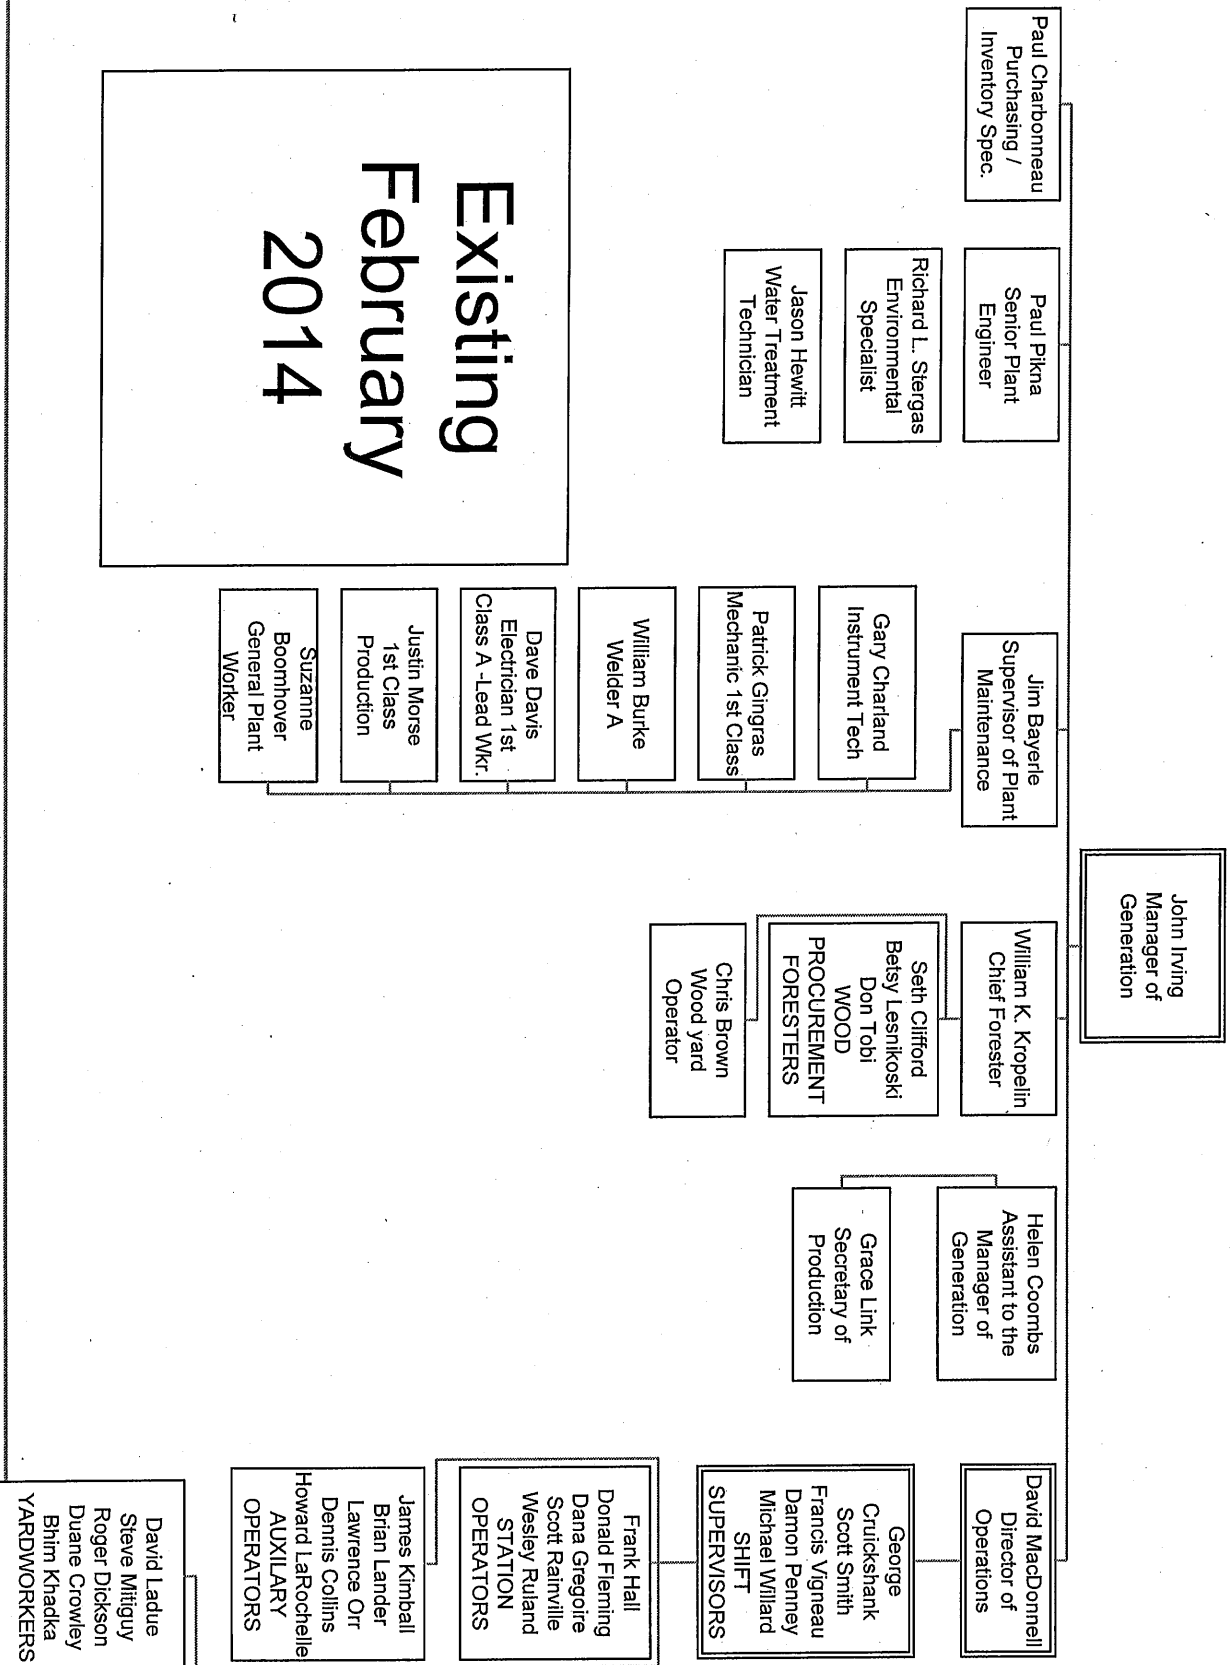 John Irving
Manager of
Generation
Paul Charbonneau
Purchasing /
Inventory Spec.
Paul Pikna
Senior Plant
Engineer
Richard L. Stergas
Environmental
Specialist
Jason Hewitt
Water Treatment
Technician
Jim Bayerle
Supervisor of Plant
Maintenance
Gary Charland
Instrument Tech
Patrick Gingras
Mechanic 1st Class
William Burke
Welder A
Dave Davis
Electrician 1st
Class A -Lead Wkr.
Justin Morse
1st Class
Production
Suzanne
Boomhover
General Plant
Worker
William K. Kropelin
Chief Forester
Seth Clifford
Betsy Lesnikoski
Don Tobi
WOOD
PROCUREMENT
FORESTERS
Chris Brown
Wood yard
Operator
Helen Coombs
Assistant to the
Manager of
Generation
Grace Link
Secretary of
Production
David MacDonnell
Director of
Operations
George
Cruickshank
Scott Smith
Francis Vigneau
Damon Penney
Michael Willard
SHIFT
SUPERVISORS
Frank Hall
Donald Fleming
Dana Gregoire
Scott Rainville
Wesley Ruland
STATION
OPERATORS
James Kimball
Brian Lander
Lawrence Orr
Dennis Collins
Howard LaRochelle
AUXILARY
OPERATORS
David Ladue
Steve Mitiguy
Roger Dickson
Duane Crowley
Bhim Khadka
YARDWORKERS
Existing
February
2014